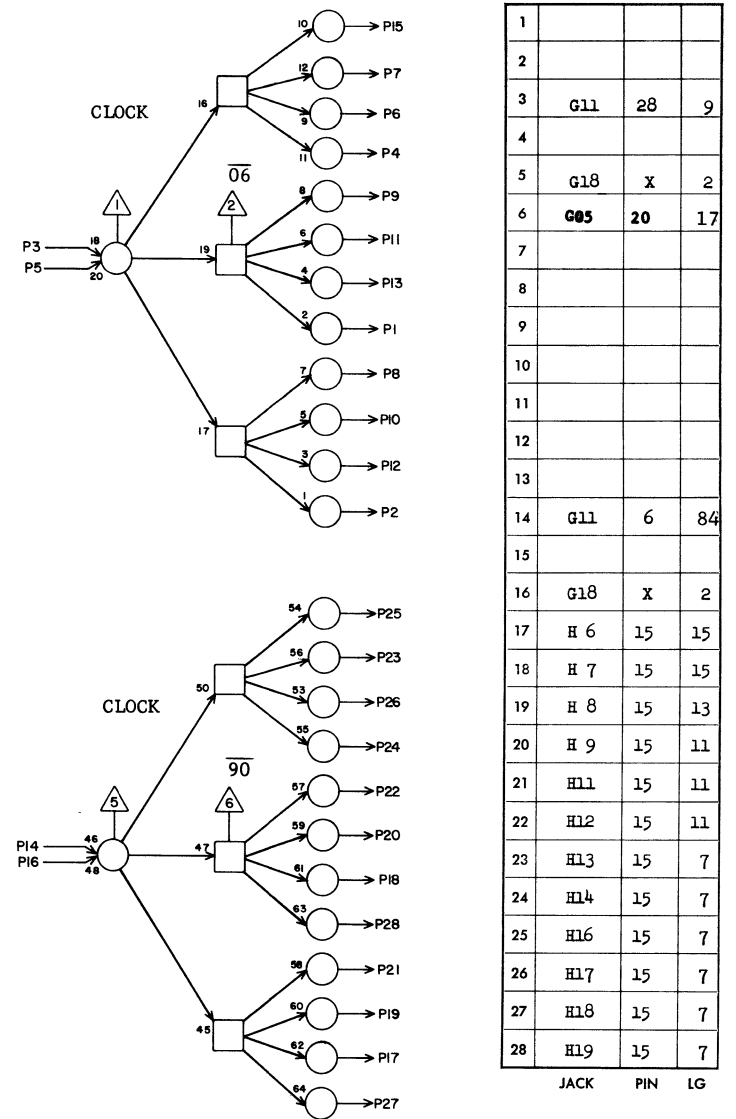 10 P15
12 P7
CLOCK 16 9 P6
11 P4
06
1 2 8 P9
P3 18 19 6 P11
P5 20 4 P13
2 P1
7 P8
17 5 P10
3 P12
1 P2
54 P25
56 P23
CLOCK 50 53 P26
55 P24
90
5 6 57 P22
P14 46 47 59 P20
P16 48 61 P18
63 P28
58 P21
45 60 P19
62 P17
64 P27
1
2
3 G11 28 9
4
5 G18 X 2
6 G05 20 17
7
8
9
10
11
12
13
14 G11 6 84
15
16 G18 X 2
17 H 6 15 15
18 H 7 15 15
19 H 8 15 13
20 H 9 15 11
21 H11 15 11
22 H12 15 11
23 H13 15 7
24 H14 15 7
25 H16 15 7
26 H17 15 7
27 H18 15 7
28 H19 15 7
JACK PIN LG